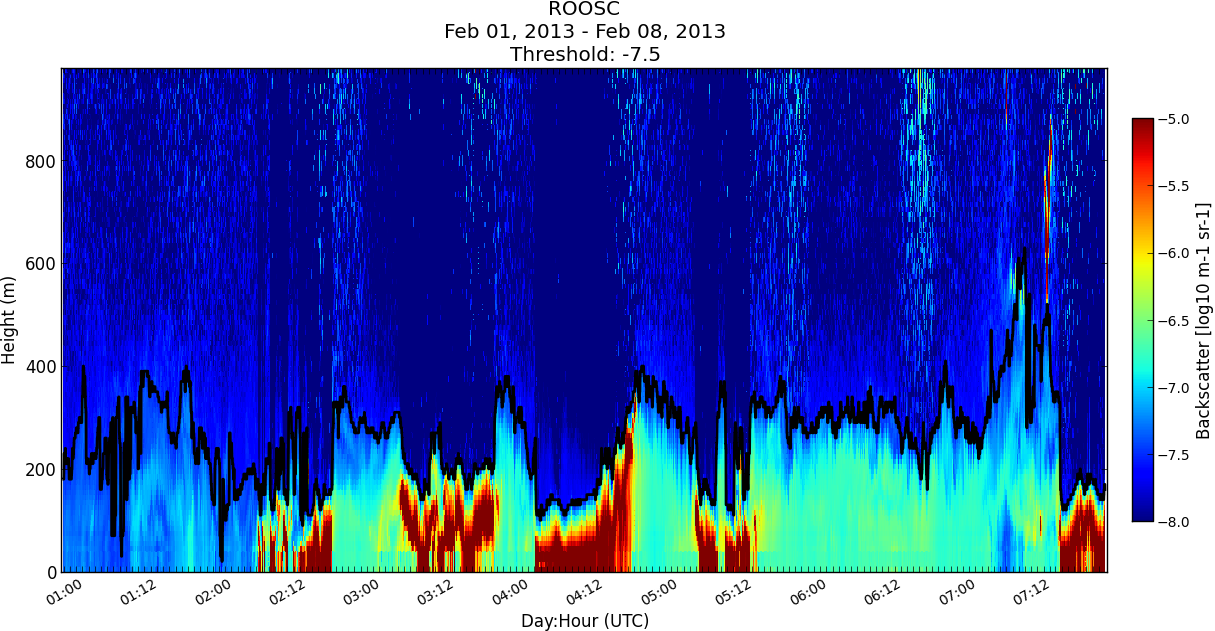 ROOSC
Feb 01, 2013 - Feb 08, 2013
Threshold: -7.5
Height (m)
800
600
400
200
0
01:00 01:12 02:00 02:12 03:00 03:12 04:00 04:12 05:00 05:12 06:00 06:12 07:00 07:12
Day:Hour (UTC)
−5.0
−5.5
−6.0
−6.5
−7.0
−7.5
−8.0
Backscatter [log10 m-1 sr-1]